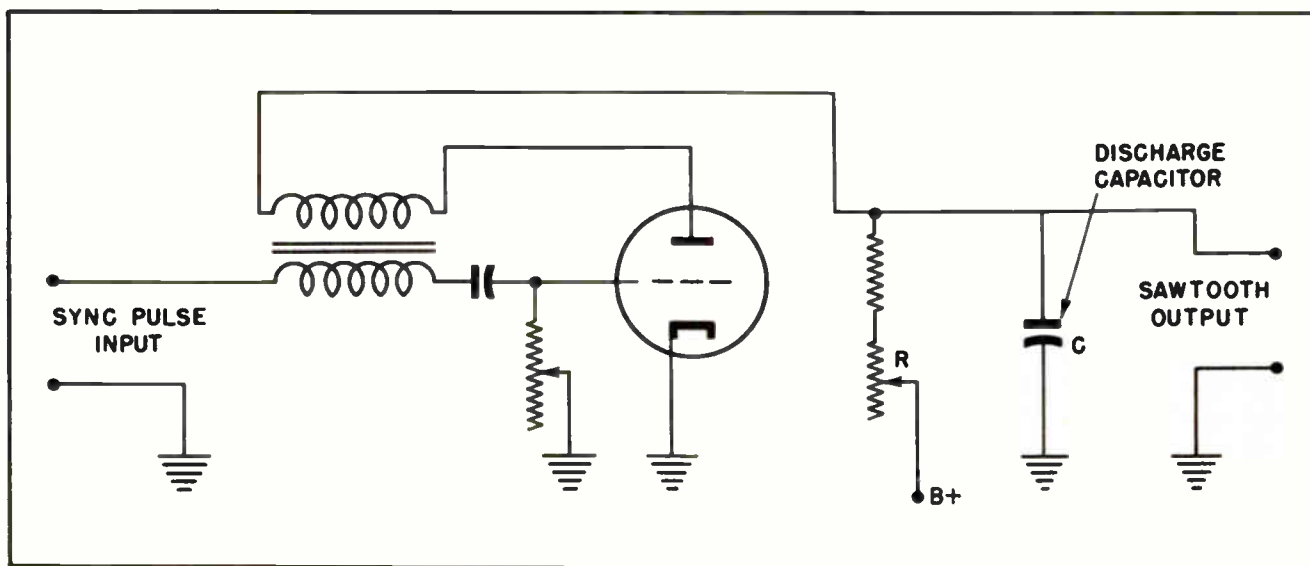 DISCHARGE
CAPACITOR
SYNC PULSE
INPUT
R
C
SAWTOOTH
OUTPUT
B+